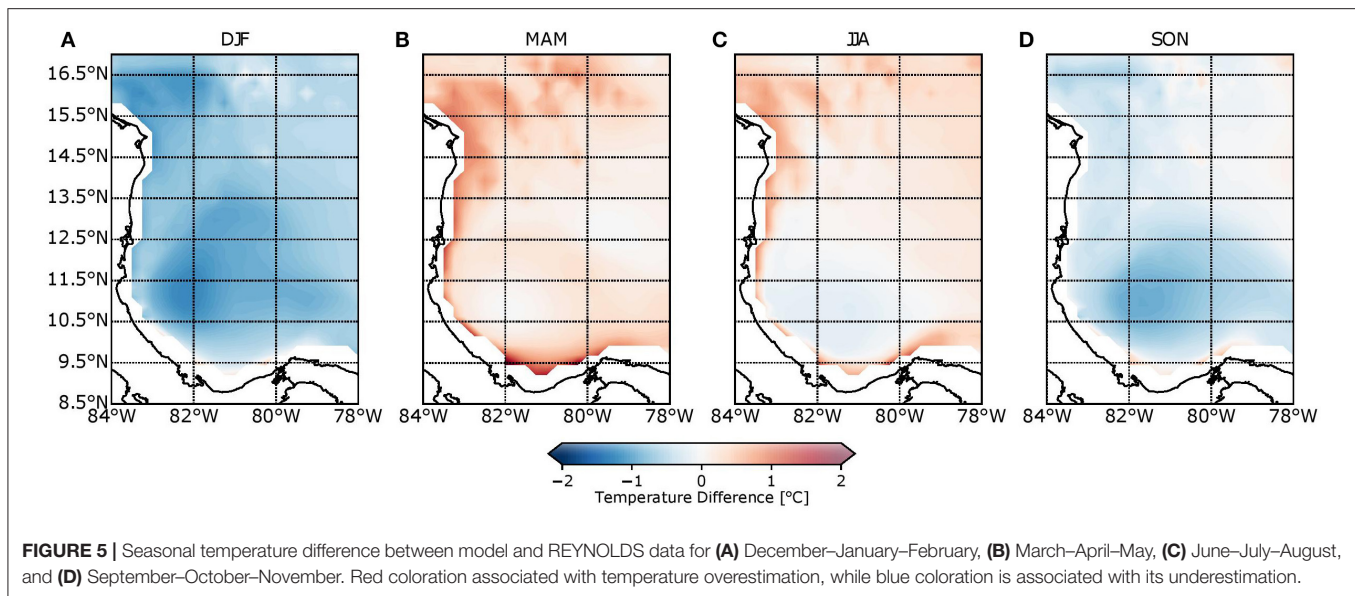 A DJF B MAM C JJA D SON
16.5°N
15.5°N
14.5°N
13.5°N
12.5°N
11.5°N
10.5°N
9.5°N
8.5°N
84°W 82°W 80°W 78°W 84°W 82°W 80°W 78°W 84°W 82°W 80°W 78°W 84°W 82°W 80°W 78°W
−2 −1 0 1 2
Temperature Difference [°C]
FIGURE 5 | Seasonal temperature difference between model and REYNOLDS data for (A) December–January–February, (B) March–April–May, (C) June–July–August,
and (D) September–October–November. Red coloration associated with temperature overestimation, while blue coloration is associated with its underestimation.